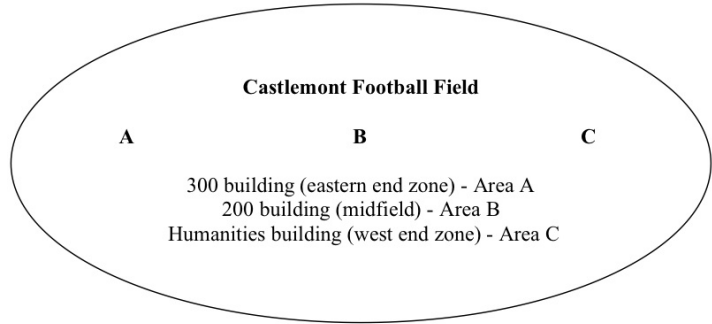 Castlemont Football Field
A B C
300 building (eastern end zone) - Area A
200 building (midfield) - Area B
Humanities building (west end zone) - Area C